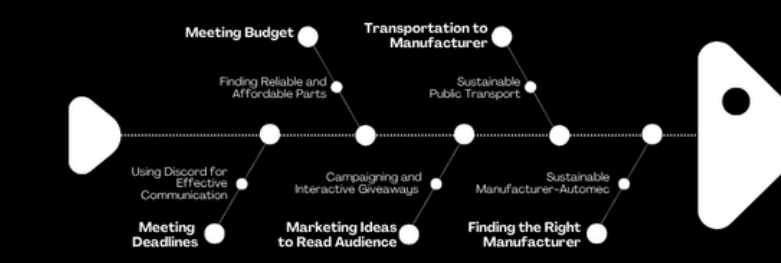 Meeting Budget
Transportation to
Manufacturer
Finding Reliable and
Affordable Parts
Sustainable
Public Transport
Using Discord for
Effective
Communication
Campaigning and
Interactive Giveaways
Sustainable
Manufacturer-Automec
Meeting
Deadlines
Marketing Ideas
to Read Audience
Finding the Right
Manufacturer